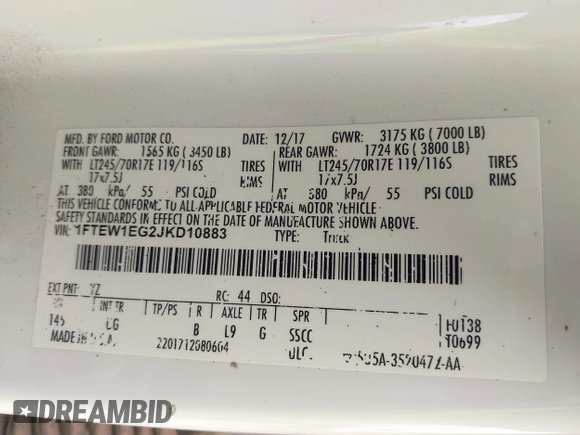 MFD. BY FORD MOTOR CO. DATE: 12/17 GVWR: 3175 KG ( 7000 LB)
FRONT GAWR: 1565 KG ( 3450 LB) REAR GAWR: 1724 KG ( 3800 LB)
WITH LT245/70R17E 119/116S TIRES WITH LT245/70R17E 119/116S TIRES
17x7.5J RIMS 17x7.5J RIMS
AT 380 kPa/ 55 PSI COLD AT 380 kPa/ 55 PSI COLD
THIS VEHICLE CONFORMS TO ALL APPLICABLE FEDERAL MOTOR VEHICLE
SAFETY STANDARDS IN EFFECT ON THE DATE OF MANUFACTURE SHOWN ABOVE.
VIN: 1FTEW1EG2JKD10883 TYPE: Truck
EXT PNT: YZ RC: 44 DSO:
INT TR TP/PS R AXLE TR SPR
145 CG B L9 G SSCC
MADE IN U.S.A. 2201712080604
DREAMBID